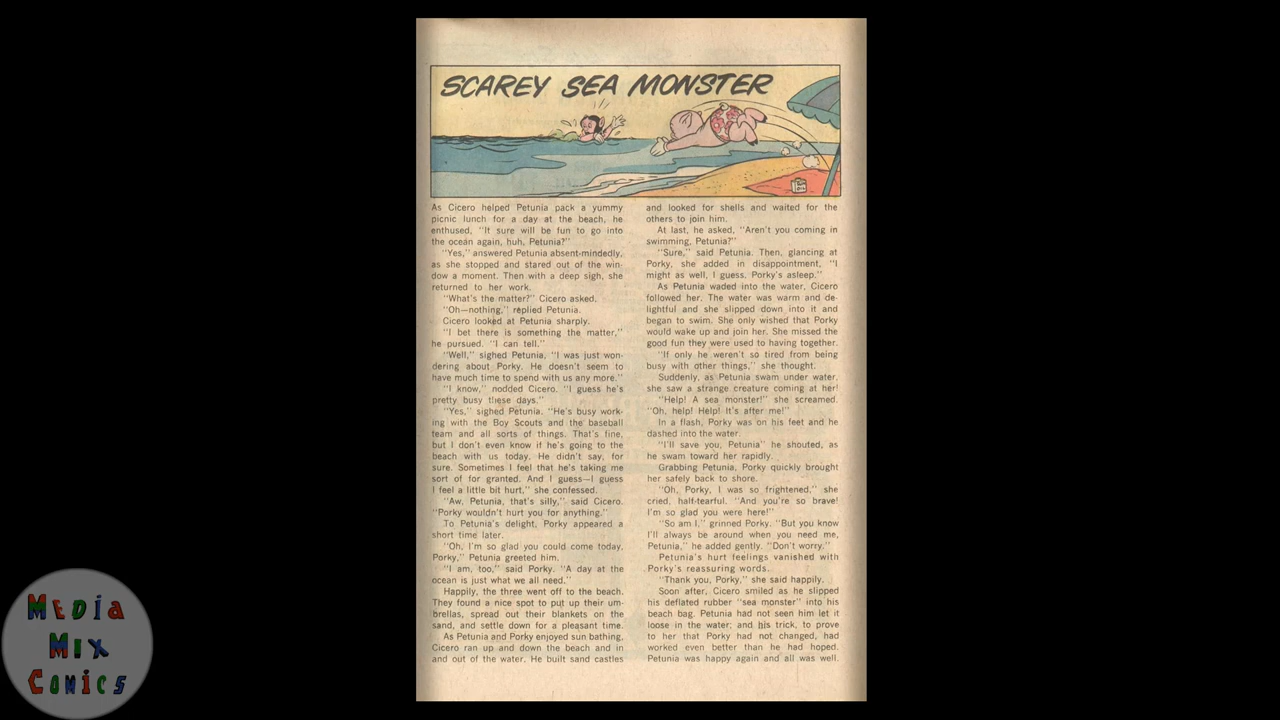 SCAREY SEA MONSTER
As Cicero helped Petunia pack a yummy
picnic lunch for a day at the beach, he
enthused, "It sure will be fun to go into
the ocean again, huh, Petunia?"
"Yes," answered Petunia absent-mindedly,
as she stopped and stared out of the win-
dow a moment. Then with a deep sigh, she
returned to her work.
"What's the matter?" Cicero asked.
"Oh—nothing," replied Petunia.
Cicero looked at Petunia sharply.
"I bet there is something the matter,"
he pursued. "I can tell."
"Well," sighed Petunia, "I was just won-
dering about Porky. He doesn't seem to
have much time to spend with us any more."
"I know," nodded Cicero. "I guess he's
pretty busy these days."
"Yes," sighed Petunia. "He's busy work-
ing with the Boy Scouts and the baseball
team and all sorts of things. That's fine,
but I don't even know if he's going to the
beach with us today. He didn't say, for
sure. Sometimes I feel that he's taking me
sort of for granted. And I guess—I guess
I feel a little bit hurt," she confessed.
"Aw, Petunia, that's silly," said Cicero.
"Porky wouldn't hurt you for anything."
To Petunia's delight, Porky appeared a
short time later.
"Oh, I'm so glad you could come today,
Porky," Petunia greeted him.
"I am, too," said Porky. "A day at the
ocean is just what we all need."
Happily, the three went off to the beach.
They found a nice spot to put up their um-
brellas, spread out their blankets on the
sand, and settle down for a pleasant time.
As Petunia and Porky enjoyed sun bathing,
Cicero ran up and down the beach and in
and out of the water. He built sand castles
and looked for shells and waited for the
others to join him.
At last, he asked, "Aren't you coming in
swimming, Petunia?"
"Sure," said Petunia. Then, glancing at
Porky, she added in disappointment, "I
might as well, I guess. Porky's asleep."
As Petunia waded into the water, Cicero
followed her. The water was warm and de-
lightful and she slipped down into it and
began to swim. She only wished that Porky
would wake up and join her. She missed the
good fun they were used to having together.
"If only he weren't so tired from being
busy with other things," she thought.
Suddenly, as Petunia swam under water,
she saw a strange creature coming at her!
"Help! A sea monster!" she screamed.
"Oh, help! Help! It's after me!"
In a flash, Porky was on his feet and he
dashed into the water.
"I'll save you, Petunia" he shouted, as
he swam toward her rapidly.
Grabbing Petunia, Porky quickly brought
her safely back to shore.
"Oh, Porky, I was so frightened," she
cried, half-tearful. "And you're so brave!
I'm so glad you were here!"
"So am I," grinned Porky. "But you know
I'll always be around when you need me,
Petunia," he added gently. "Don't worry."
Petunia's hurt feelings vanished with
Porky's reassuring words.
"Thank you, Porky," she said happily.
Soon after, Cicero smiled as he slipped
his deflated rubber "sea monster" into his
beach bag. Petunia had not seen him let it
loose in the water; and his trick, to prove
to her that Porky had not changed, had
worked even better than he had hoped.
Petunia was happy again and all was well.
MEDIA
MIX
COMICS